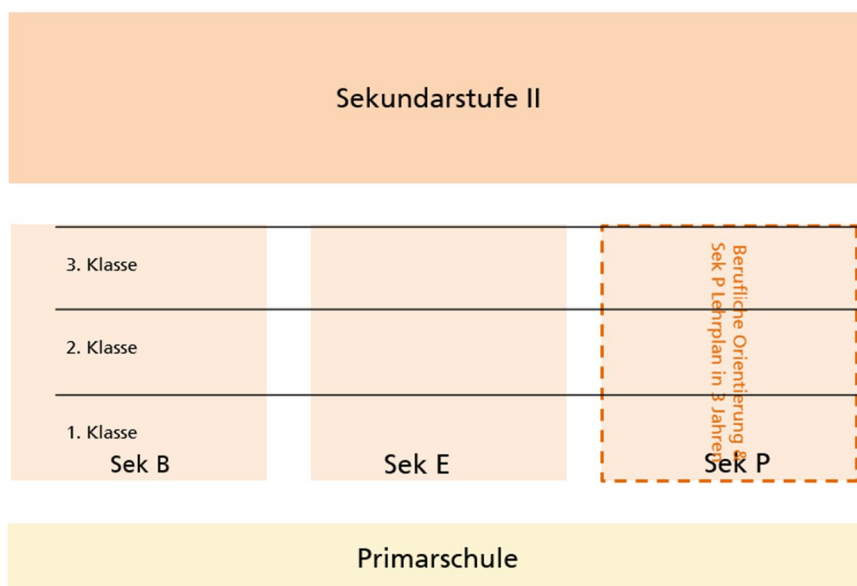 Sekundarstufe II
3. Klasse
2. Klasse
1. Klasse
Berufliche Orientierung &
Sek P Lehrplan in 3 Jahren
Sek B
Sek E
Sek P
Primarschule